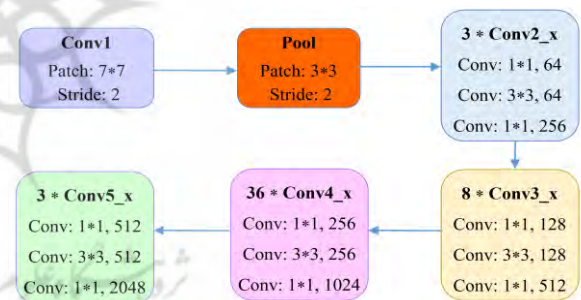 Conv1
Patch: 7*7
Stride: 2
Pool
Patch: 3*3
Stride: 2
3 * Conv2_x
Conv: 1*1, 64
Conv: 3*3, 64
Conv: 1*1, 256
8 * Conv3_x
Conv: 1*1, 128
Conv: 3*3, 128
Conv: 1*1, 512
36 * Conv4_x
Conv: 1*1, 256
Conv: 3*3, 256
Conv: 1*1, 1024
3 * Conv5_x
Conv: 1*1, 512
Conv: 3*3, 512
Conv: 1*1, 2048